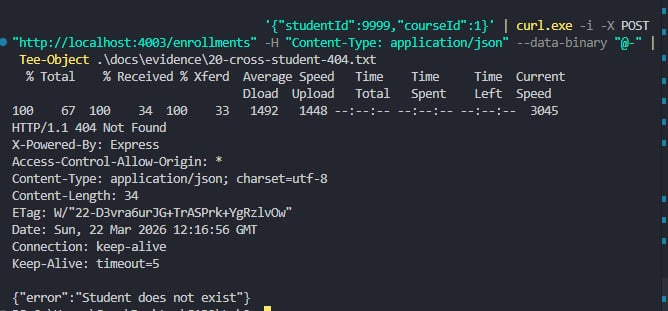 '{"studentId":9999,"courseId":1}' | curl.exe -i -X POST
"http://localhost:4003/enrollments" -H "Content-Type: application/json" --data-binary "@-" |
Tee-Object .\docs\evidence\20-cross-student-404.txt
% Total % Received % Xferd Average Speed Time Time Time Current
Dload Upload Total Spent Left Speed
100 67 100 34 100 33 1492 1448 --:--:-- --:--:-- --:--:-- 3045
HTTP/1.1 404 Not Found
X-Powered-By: Express
Access-Control-Allow-Origin: *
Content-Type: application/json; charset=utf-8
Content-Length: 34
ETag: W/"22-D3vra6urJG+TrASPrk+YgRzlvOw"
Date: Sun, 22 Mar 2026 12:16:56 GMT
Connection: keep-alive
Keep-Alive: timeout=5
{"error":"Student does not exist"}